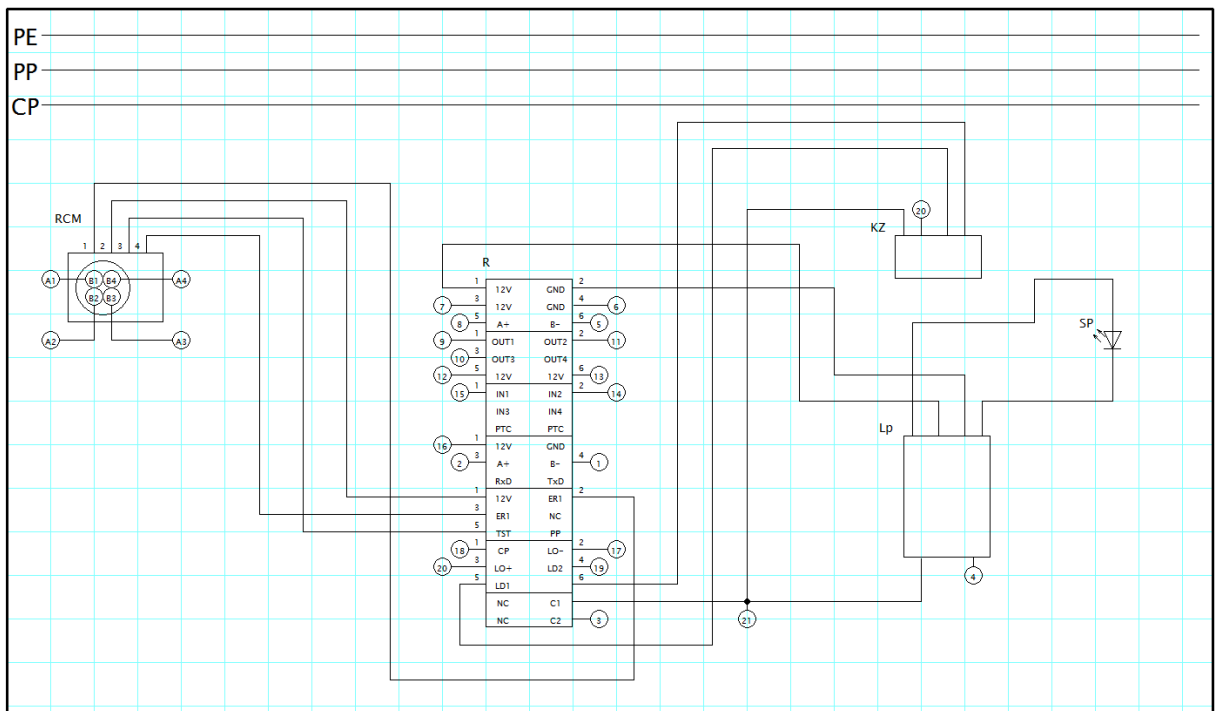 PE
PP
CP
RCM
1 2 3 4
A1 B1 B4 A4
B2 B3
A2 A3
KZ
20
R
1 12V GND 2
7 3 12V GND 4 6
8 5 A+ B- 6 5
9 1 OUT1 OUT2 2 11
10 3 OUT3 OUT4
12 5 12V 12V 6 13
15 1 IN1 IN2 2 14
IN3 IN4
PTC PTC
16 1 12V GND
2 3 A+ B- 4 1
RxD TxD
1 12V ER1 2
3 ER1 NC
5 TST PP
18 1 CP LO- 2 17
20 3 LO+ LD2 4 19
5 LD1 6
NC C1
NC C2 3
21
SP
Lp
4